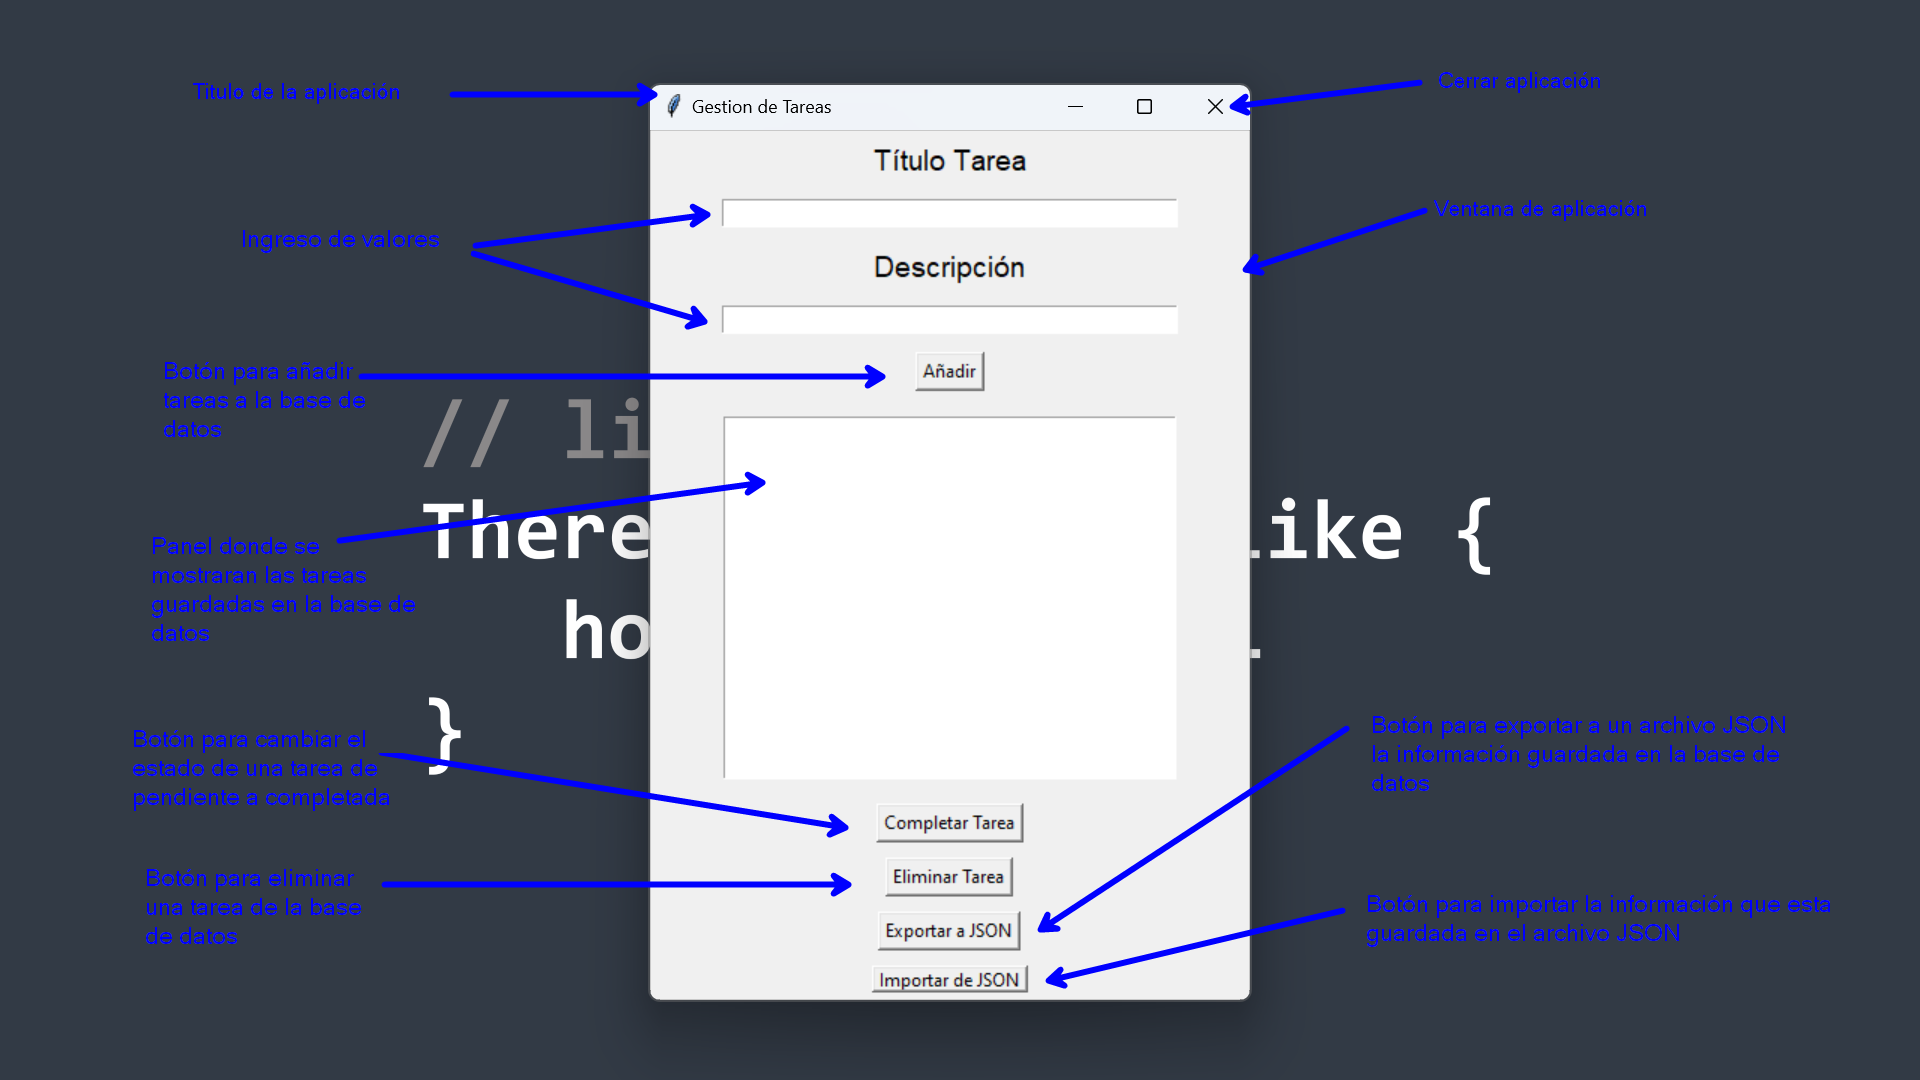 Titulo de la aplicación
Cerrar aplicación
Gestion de Tareas
Título Tarea
Ventana de aplicación
Ingreso de valores
Descripción
Botón para añadir
tareas a la base de
datos
Añadir
// li
There
like {
ho
.
}
Panel donde se
mostraran las tareas
guardadas en la base de
datos
Botón para cambiar el
estado de una tarea de
pendiente a completada
Botón para exportar a un archivo JSON
la información guardada en la base de
datos
Completar Tarea
Botón para eliminar
una tarea de la base
de datos
Eliminar Tarea
Exportar a JSON
Botón para importar la información que esta
guardada en el archivo JSON
Importar de JSON